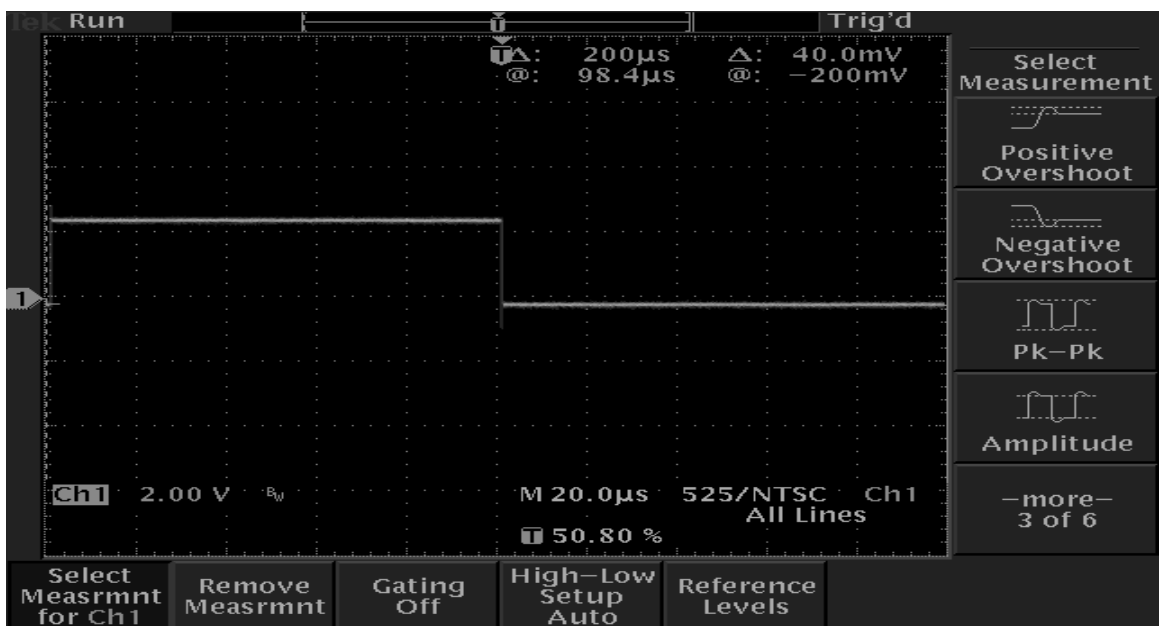 Tek Run Trig'd
T
T Δ: 200µs Δ: 40.0mV
@: 98.4µs @: −200mV
Select
Measurement
Positive
Overshoot
Negative
Overshoot
1
Pk−Pk
Amplitude
Ch1 2.00 V BW M 20.0µs 525/NTSC Ch1
All Lines
T 50.80 %
−more−
3 of 6
Select
Measrmnt
for Ch1
Remove
Measrmnt
Gating
Off
High−Low
Setup
Auto
Reference
Levels